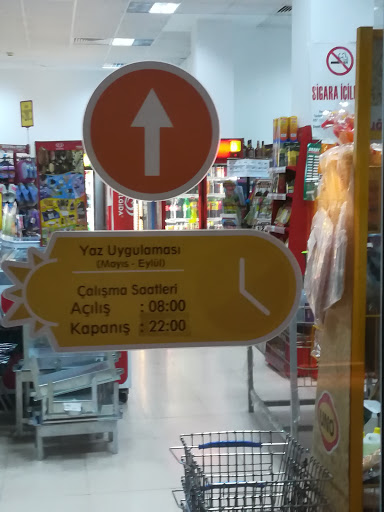 SİGARA İÇİL
Yaz Uygulaması
(Mayıs - Eylül)
Çalışma Saatleri
Açılış : 08:00
Kapanış : 22:00